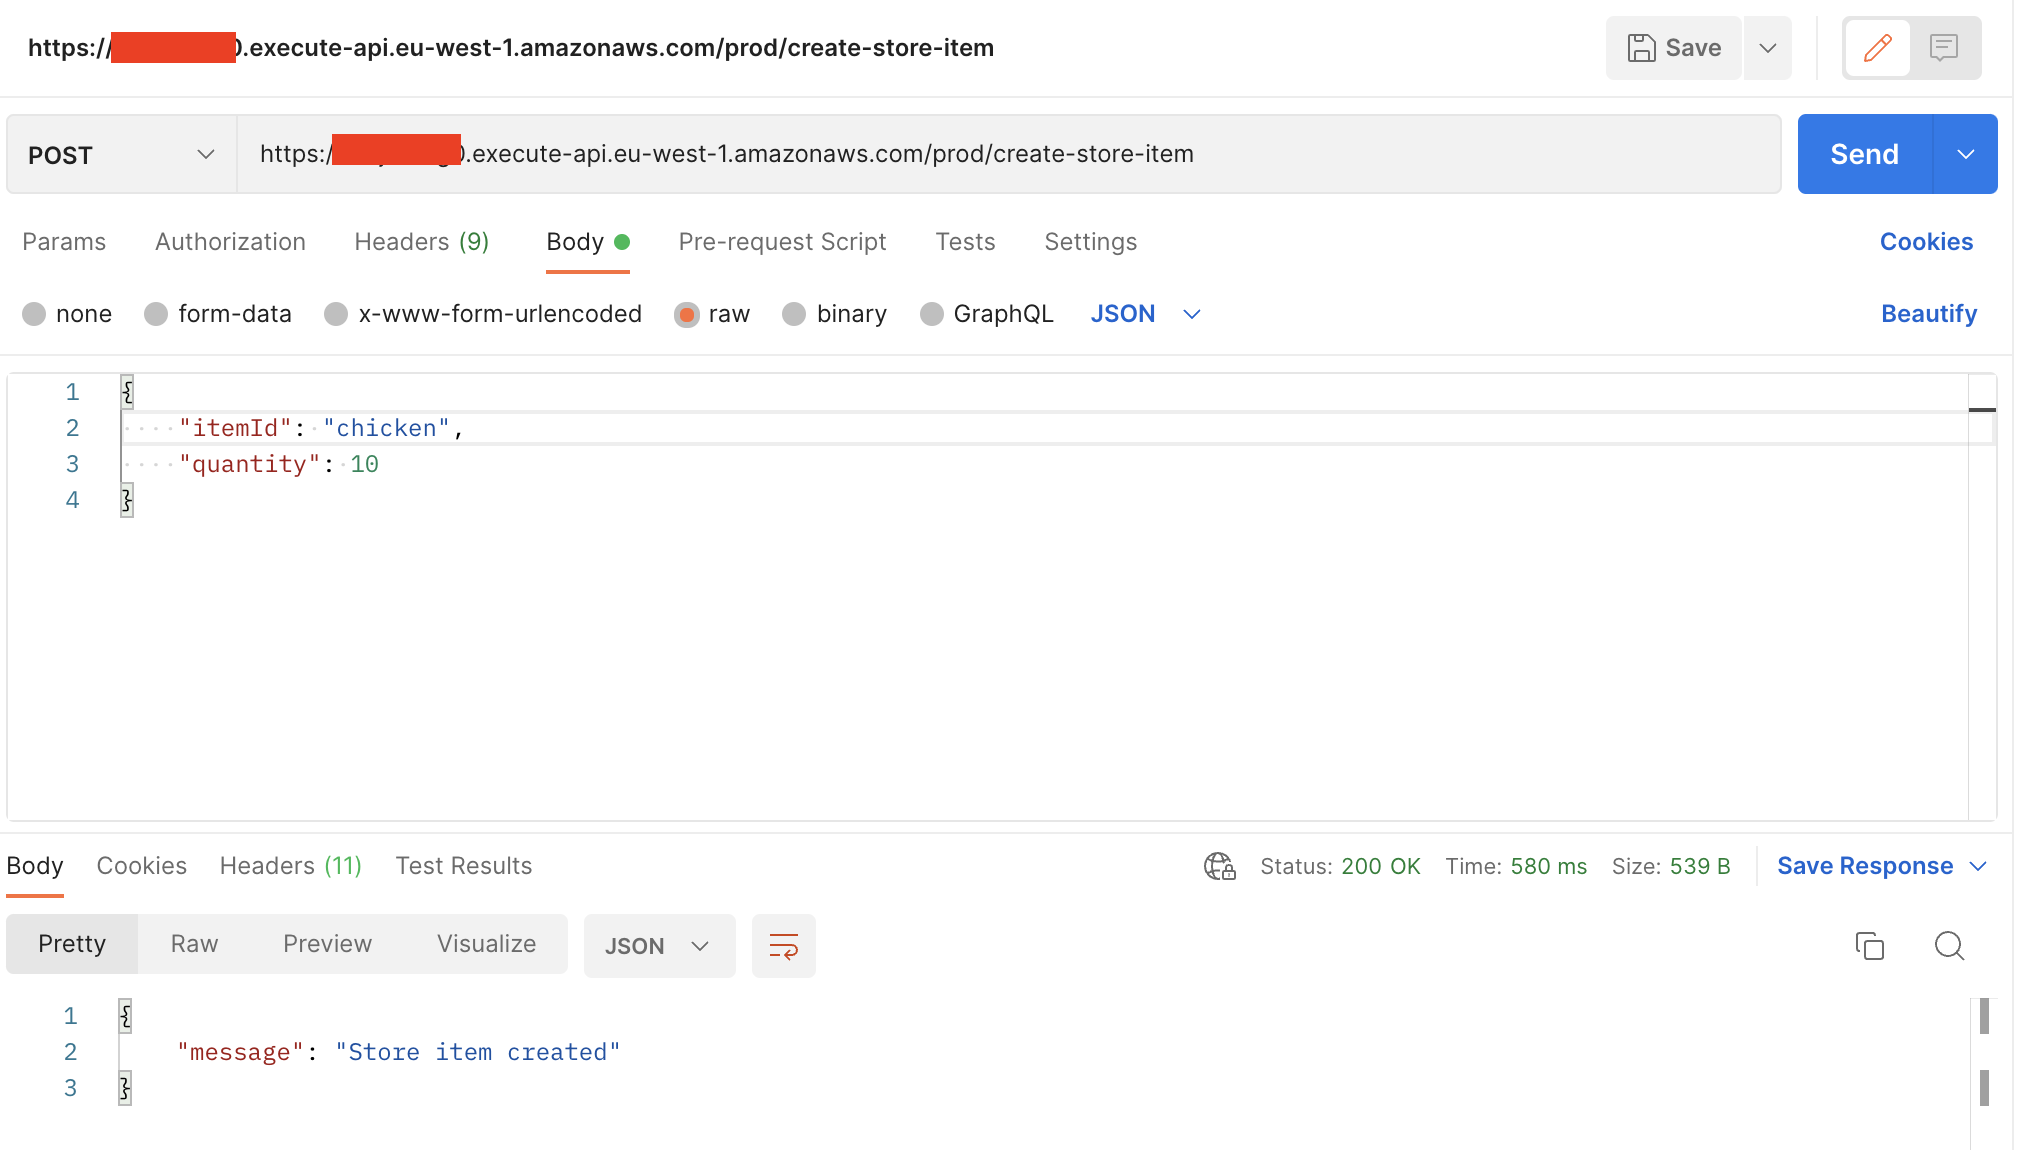 https:// .execute-api.eu-west-1.amazonaws.com/prod/create-store-item
Save
POST
https:/ .execute-api.eu-west-1.amazonaws.com/prod/create-store-item
Send
Params Authorization Headers (9) Body Pre-request Script Tests Settings Cookies
none form-data x-www-form-urlencoded raw binary GraphQL JSON Beautify
1 {
2 "itemId": "chicken",
3 "quantity": 10
4 }
Body Cookies Headers (11) Test Results Status: 200 OK Time: 580 ms Size: 539 B Save Response
Pretty Raw Preview Visualize JSON
1 {
2 "message": "Store item created"
3 }